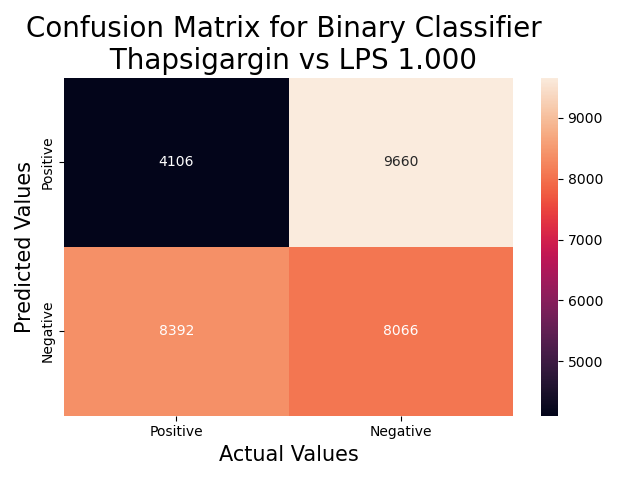 Confusion Matrix for Binary Classifier
Thapsigargin vs LPS 1.000
Predicted Values
Positive
4106
9660
Negative
8392
8066
Positive
Negative
Actual Values
9000
8000
7000
6000
5000